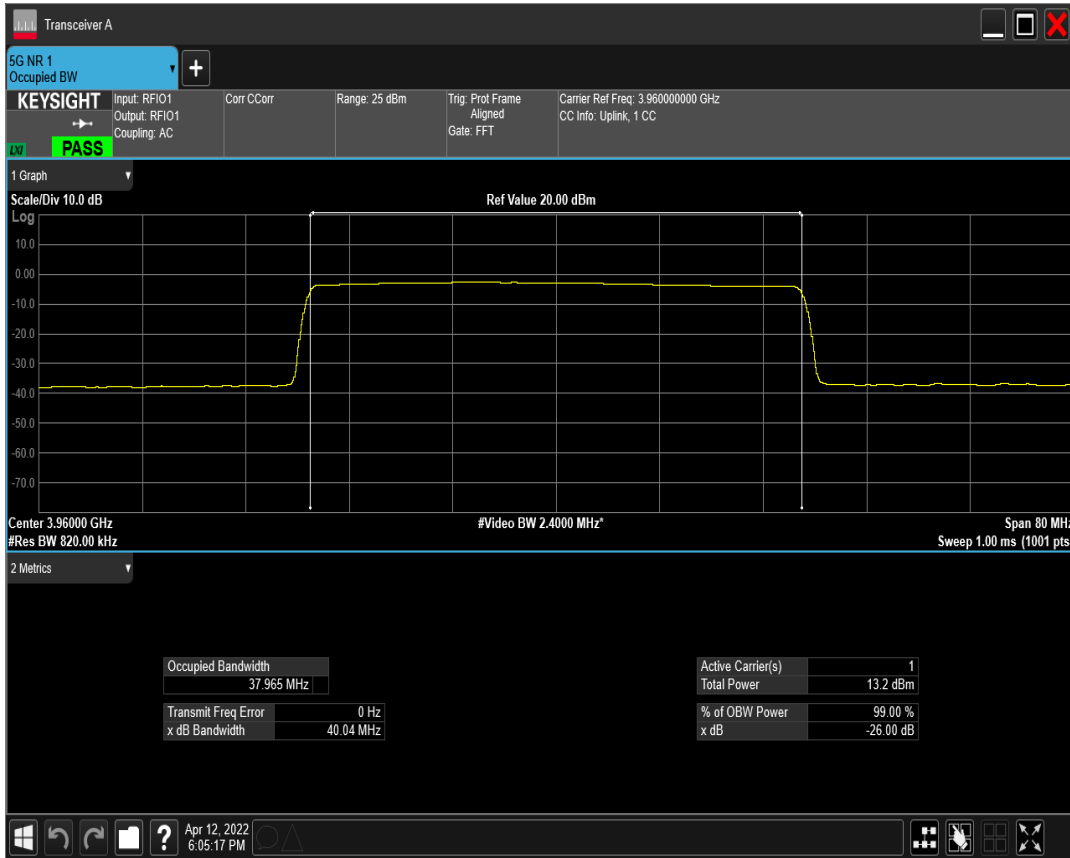 Transceiver A
5G NR 1
Occupied BW
+
KEYSIGHT
LXI
PASS
Input: RFIO1
Output: RFIO1
Coupling: AC
Corr CCorr
Range: 25 dBm
Trig: Prot Frame
Aligned
Gate: FFT
Carrier Ref Freq: 3.960000000 GHz
CC Info: Uplink, 1 CC
1 Graph
Scale/Div 10.0 dB
Ref Value 20.00 dBm
Log
10.0
0.00
-10.0
-20.0
-30.0
-40.0
-50.0
-60.0
-70.0
Center 3.96000 GHz
#Video BW 2.4000 MHz*
Span 80 MHz
#Res BW 820.00 kHz
Sweep 1.00 ms (1001 pts
2 Metrics
Occupied Bandwidth
37.965 MHz
Transmit Freq Error 0 Hz
x dB Bandwidth 40.04 MHz
Active Carrier(s) 1
Total Power 13.2 dBm
% of OBW Power 99.00 %
x dB -26.00 dB
?
Apr 12, 2022
6:05:17 PM